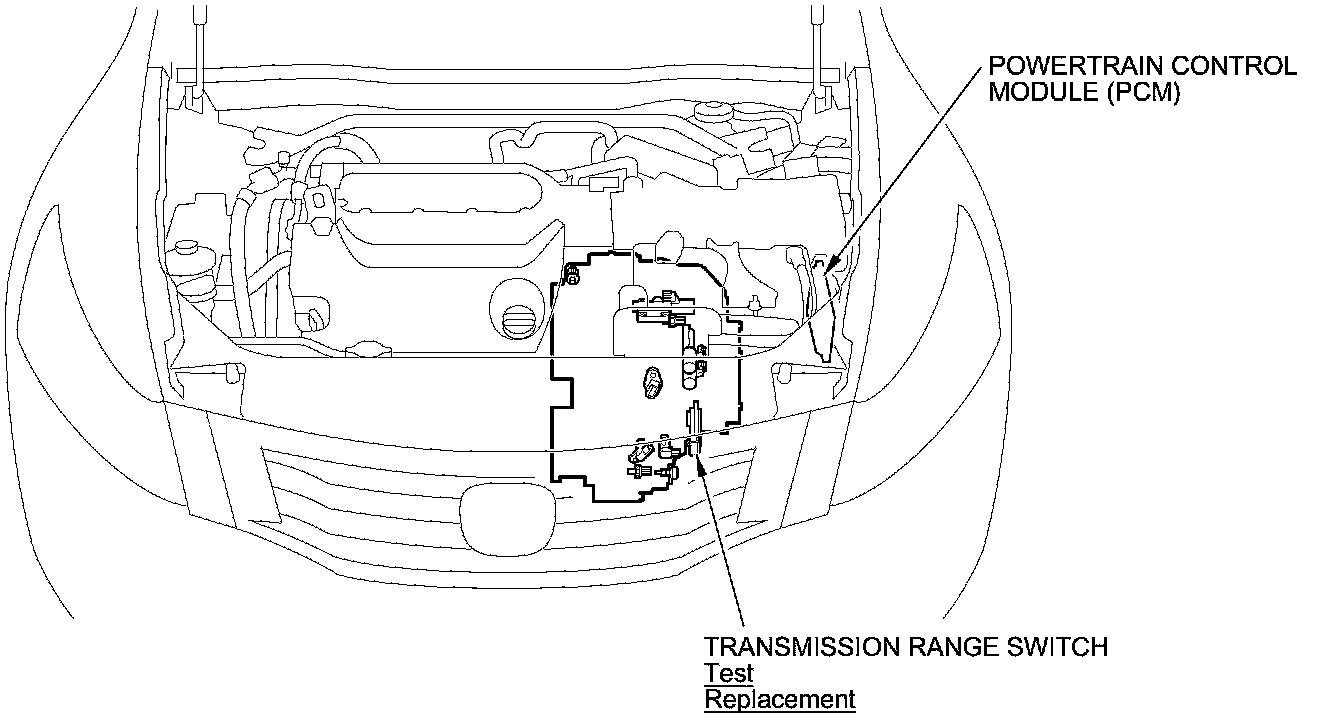 POWERTRAIN CONTROL
MODULE (PCM)
TRANSMISSION RANGE SWITCH
Test
Replacement